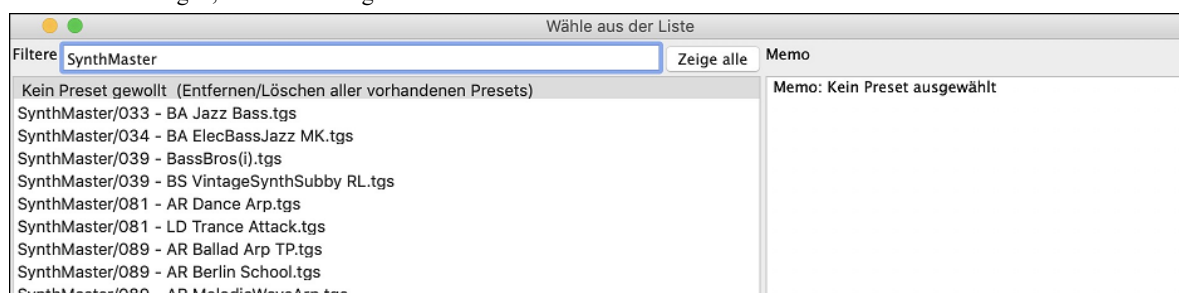 Wähle aus der Liste
Filtere SynthMaster Zeige alle Memo
Kein Preset gewollt (Entfernen/Löschen aller vorhandenen Presets)
Memo: Kein Preset ausgewählt
SynthMaster/033 - BA Jazz Bass.tgs
SynthMaster/034 - BA ElecBassJazz MK.tgs
SynthMaster/039 - BassBros(i).tgs
SynthMaster/039 - BS VintageSynthSubby RL.tgs
SynthMaster/081 - AR Dance Arp.tgs
SynthMaster/081 - LD Trance Attack.tgs
SynthMaster/089 - AR Ballad Arp TP.tgs
SynthMaster/089 - AR Berlin School.tgs